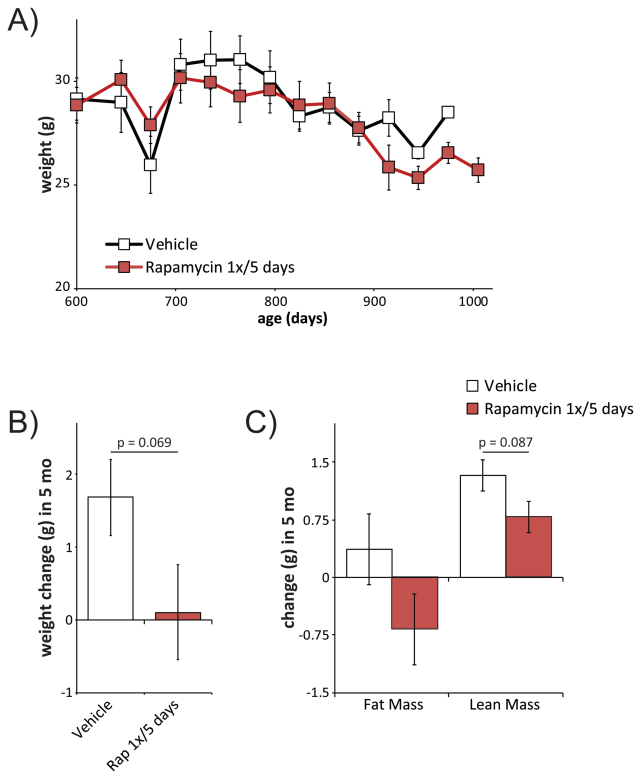 A)
30
25
20
weight (g)
Vehicle
Rapamycin 1x/5 days
600 700 800 900 1000
age (days)
Vehicle
Rapamycin 1x/5 days
B)
p = 0.069
2
1
0
-1
weight change (g) in 5 mo
Vehicle
Rap 1x/5 days
C)
p = 0.087
1.5
0.75
0
-0.75
-1.5
change (g) in 5 mo
Fat Mass Lean Mass